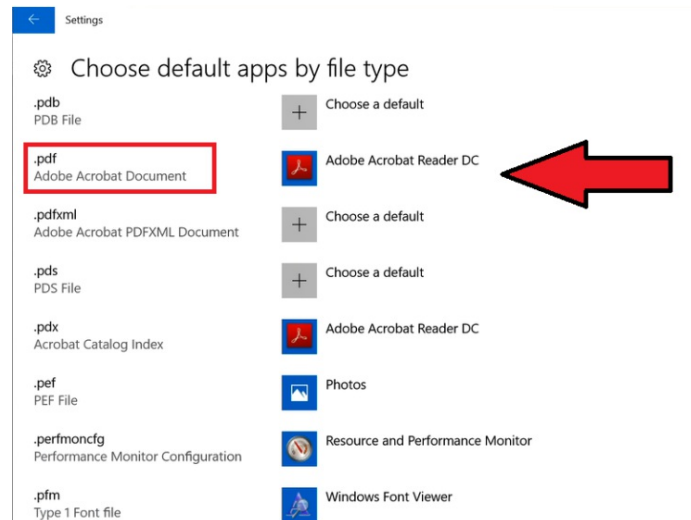 Settings
Choose default apps by file type
.pdb
PDB File
Choose a default
.pdf
Adobe Acrobat Document
Adobe Acrobat Reader DC
.pdfxml
Adobe Acrobat PDFXML Document
Choose a default
.pds
PDS File
Choose a default
.pdx
Acrobat Catalog Index
Adobe Acrobat Reader DC
.pef
PEF File
Photos
.perfmoncfg
Performance Monitor Configuration
Resource and Performance Monitor
.pfm
Type 1 Font file
Windows Font Viewer